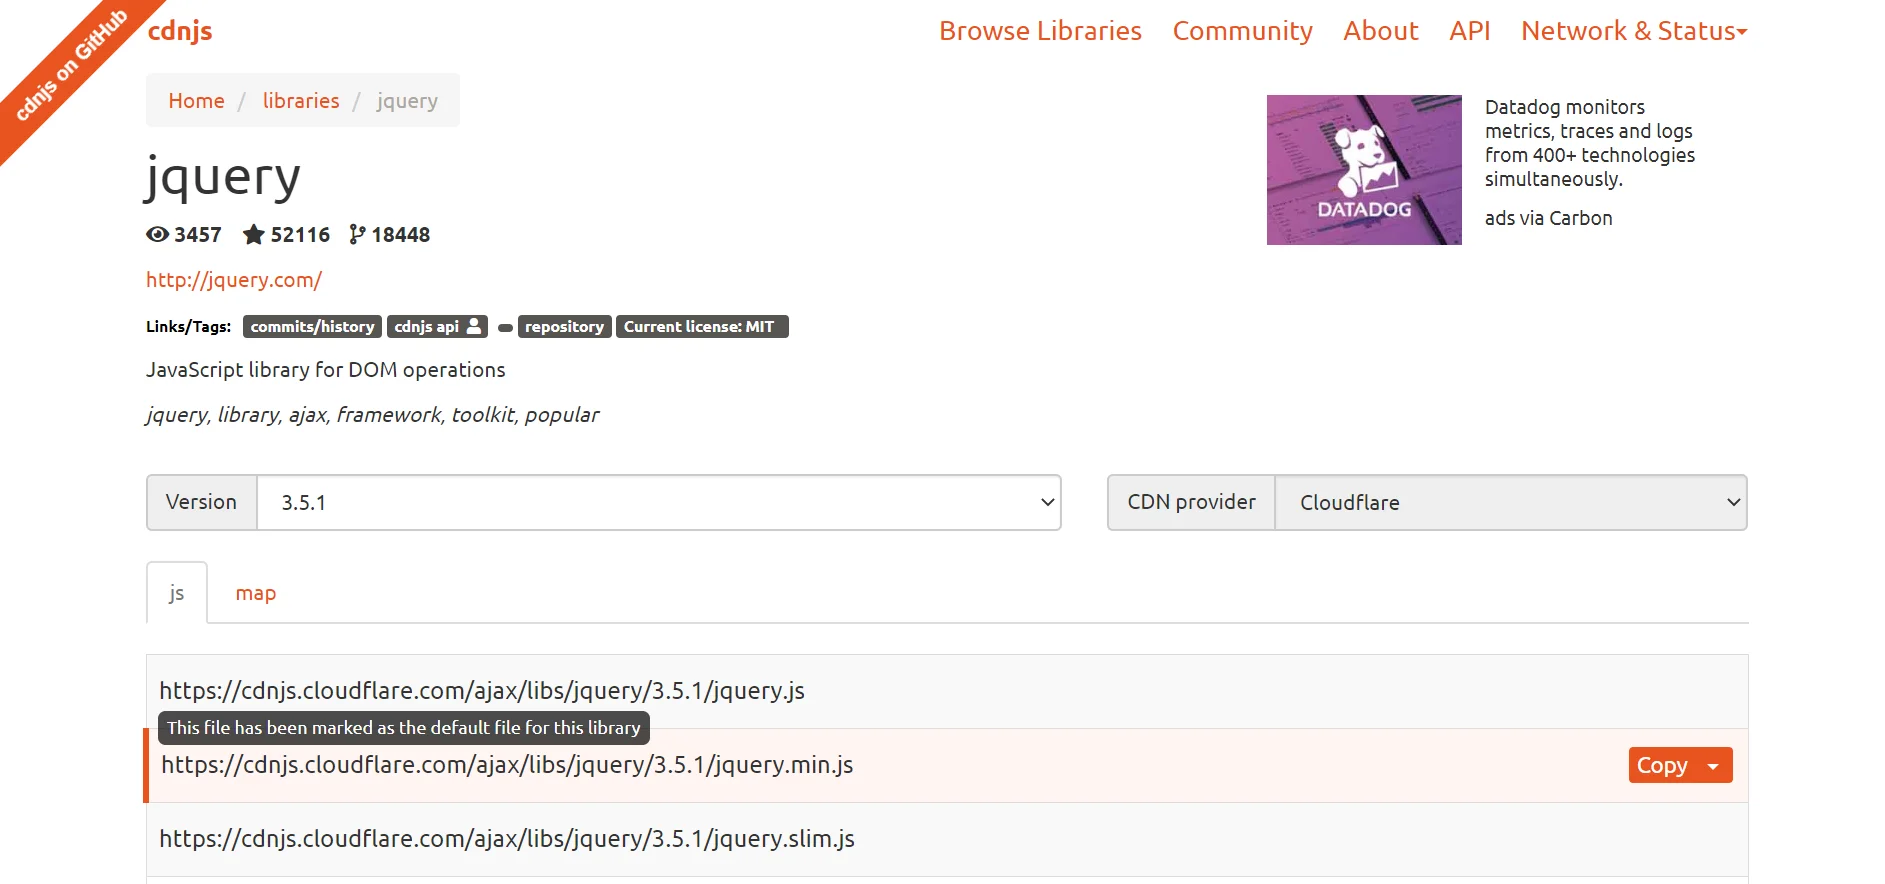 cdnjs on GitHub
cdnjs
Browse Libraries Community About API Network & Status
Home / libraries / jquery
jquery
3457 52116 18448
http://jquery.com/
Links/Tags: commits/history cdnjs api repository Current license: MIT
JavaScript library for DOM operations
jquery, library, ajax, framework, toolkit, popular
DATADOG
Datadog monitors
metrics, traces and logs
from 400+ technologies
simultaneously.
ads via Carbon
Version 3.5.1 CDN provider Cloudflare
js map
https://cdnjs.cloudflare.com/ajax/libs/jquery/3.5.1/jquery.js
This file has been marked as the default file for this library
https://cdnjs.cloudflare.com/ajax/libs/jquery/3.5.1/jquery.min.js Copy
https://cdnjs.cloudflare.com/ajax/libs/jquery/3.5.1/jquery.slim.js